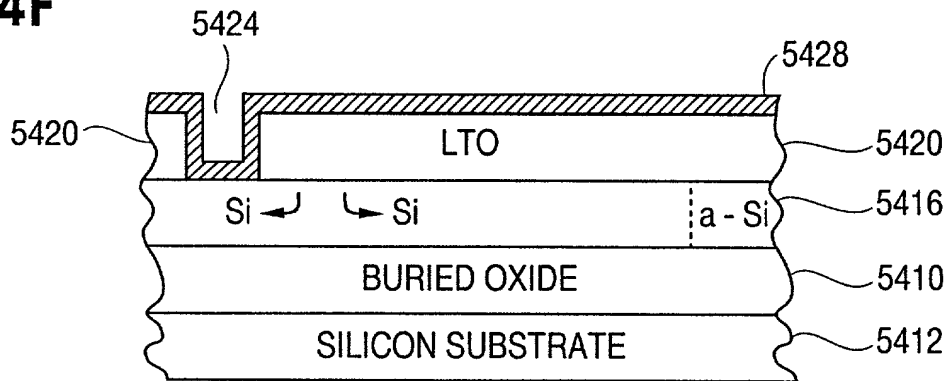 4F
5424
5428
5420
LTO
5420
Si
Si
a - Si
5416
BURIED OXIDE
5410
SILICON SUBSTRATE
5412